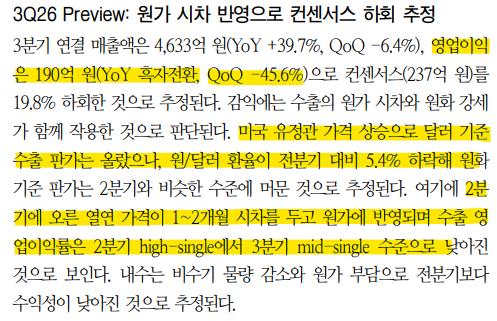 3Q26 Preview: 원가 시차 반영으로 컨센서스 하회 추정
3분기 연결 매출액은 4,633억 원(YoY +39.7%, QoQ -6.4%), 영업이익
은 190억 원(YoY 흑자전환, QoQ -45.6%)으로 컨센서스(237억 원)를
19.8% 하회한 것으로 추정된다. 감익에는 수출의 원가 시차와 원화 강세
가 함께 작용한 것으로 판단된다. 미국 유정관 가격 상승으로 달러 기준
수출 판가는 올랐으나, 원/달러 환율이 전분기 대비 5.4% 하락해 원화
기준 판가는 2분기와 비슷한 수준에 머문 것으로 추정된다. 여기에 2분
기에 오른 열연 가격이 1~2개월 시차를 두고 원가에 반영되며 수출 영
업이익률은 2분기 high-single에서 3분기 mid-single 수준으로 낮아진
것으로 보인다. 내수는 비수기 물량 감소와 원가 부담으로 전분기보다
수익성이 낮아진 것으로 추정된다.